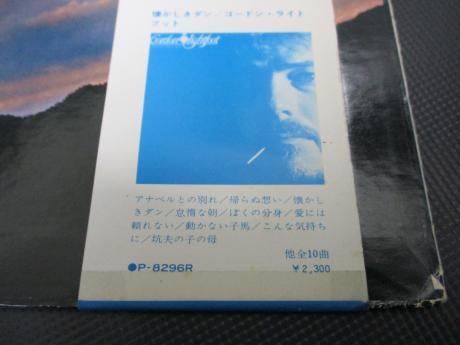 懐かしきダン／ゴードン・ライト
フット
Gordon Lightfoot
アナベルとの別れ／帰らぬ想い／懐かし
きダン／怠惰な朝／ぼくの分身／愛には
頼れない／動かない子馬／こんな気持ち
に／坑夫の子の母
他全10曲
●P-8296R
￥2,300